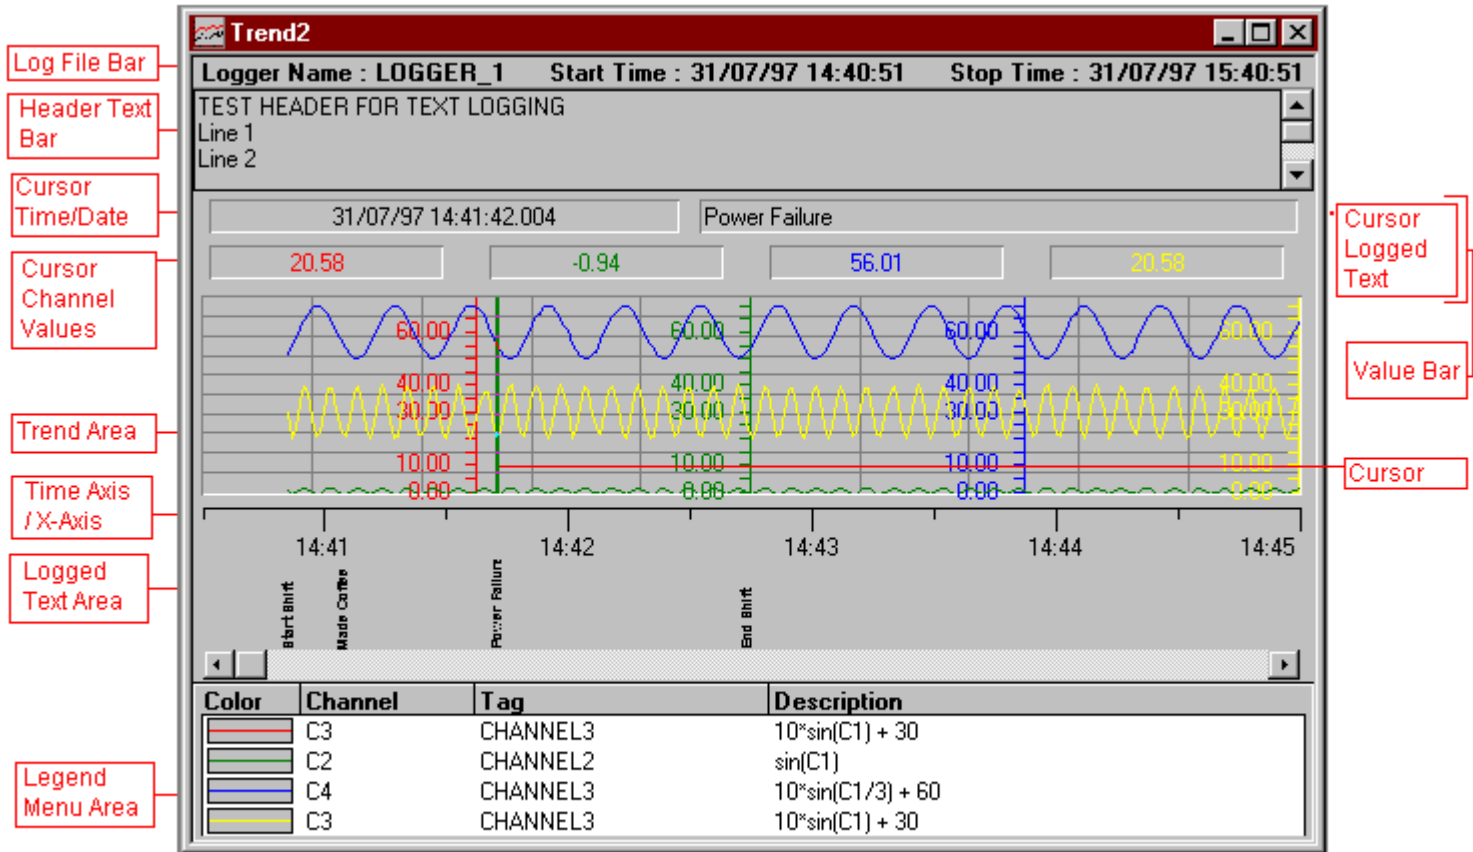 Trend2
Log File Bar
Logger Name : LOGGER_1 Start Time : 31/07/97 14:40:51 Stop Time : 31/07/97 15:40:51
Header Text
Bar
TEST HEADER FOR TEXT LOGGING
Line 1
Line 2
Cursor
Time/Date
31/07/97 14:41:42.004 Power Failure
Cursor
Logged
Text
Cursor
Channel
Values
20.58 -0.94 56.01 20.58
60.00 60.00 60.00 60.00
Value Bar
40.00 40.00 40.00 40.00
30.00 30.00 30.00 30.00
Trend Area
10.00 10.00 10.00 10.00
Cursor
0.00 0.00 0.00 0.00
Time Axis
/ X-Axis
14:41 14:42 14:43 14:44 14:45
Logged
Text Area
Start Shift
Made Coffee
Power Failure
End Shift
Color Channel Tag Description
C3 CHANNEL3 10*sin(C1) + 30
C2 CHANNEL2 sin(C1)
Legend
Menu Area
C4 CHANNEL3 10*sin(C1/3) + 60
C3 CHANNEL3 10*sin(C1) + 30